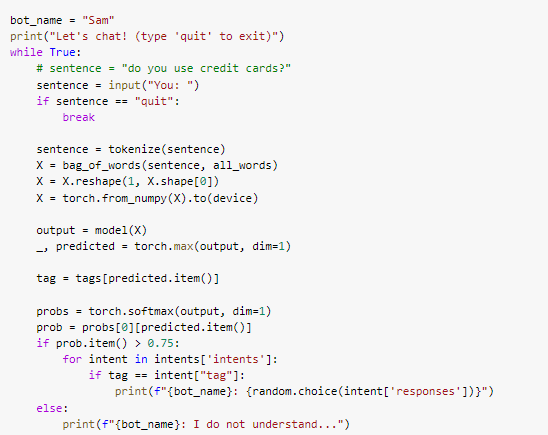 bot_name = "Sam"
print("Let's chat! (type 'quit' to exit)")
while True:
    # sentence = "do you use credit cards?"
    sentence = input("You: ")
    if sentence == "quit":
        break

    sentence = tokenize(sentence)
    X = bag_of_words(sentence, all_words)
    X = X.reshape(1, X.shape[0])
    X = torch.from_numpy(X).to(device)

    output = model(X)
    _, predicted = torch.max(output, dim=1)

    tag = tags[predicted.item()]

    probs = torch.softmax(output, dim=1)
    prob = probs[0][predicted.item()]
    if prob.item() > 0.75:
        for intent in intents['intents']:
            if tag == intent["tag"]:
                print(f"{bot_name}: {random.choice(intent['responses'])}")
    else:
        print(f"{bot_name}: I do not understand...")